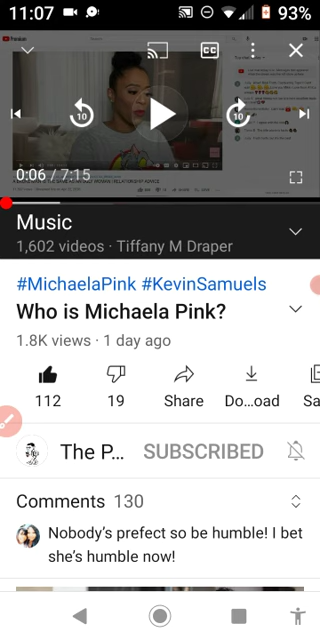 11:07
93%
CC
10
10
0:06 / 7:15
Music
1,602 videos · Tiffany M Draper
#MichaelaPink #KevinSamuels
Who is Michaela Pink?
1.8K views · 1 day ago
112
19
Share
Do...oad
Sa
The P...
SUBSCRIBED
Comments 130
Nobody's prefect so be humble! I bet
she's humble now!